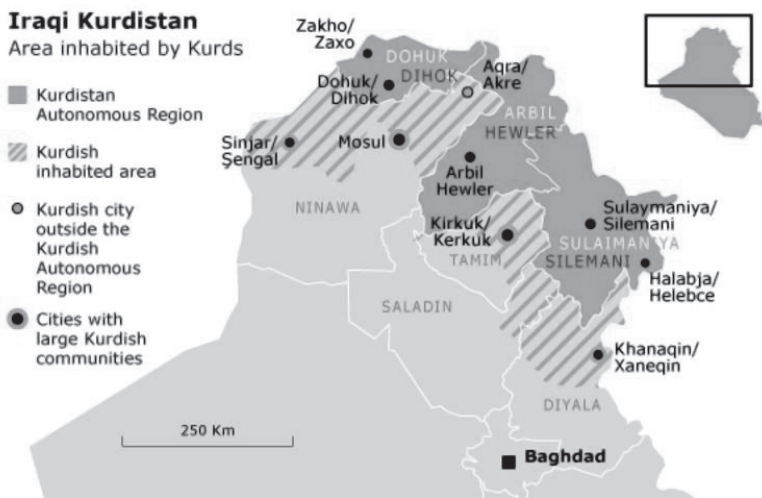 Iraqi Kurdistan
Area inhabited by Kurds
Kurdistan
Autonomous Region
Kurdish
inhabited area
Kurdish city
outside the
Kurdish
Autonomous
Region
Cities with
large Kurdish
communities
250 Km
Zakho/
Zaxo
DOHUK
DIHOK
Dohuk/
Dihok
Aqra/
Akre
ARBIL
HEWLER
Sinjar/
Şengal
Mosul
Arbil
Hewler
NINAWA
Kirkuk/
Kerkuk
TAMIM
Sulaymaniya/
Silemani
SULAIMANIYA
SILEMANI
Halabja/
Helebce
SALADIN
Khanaqin/
Xaneqin
DIYALA
Baghdad